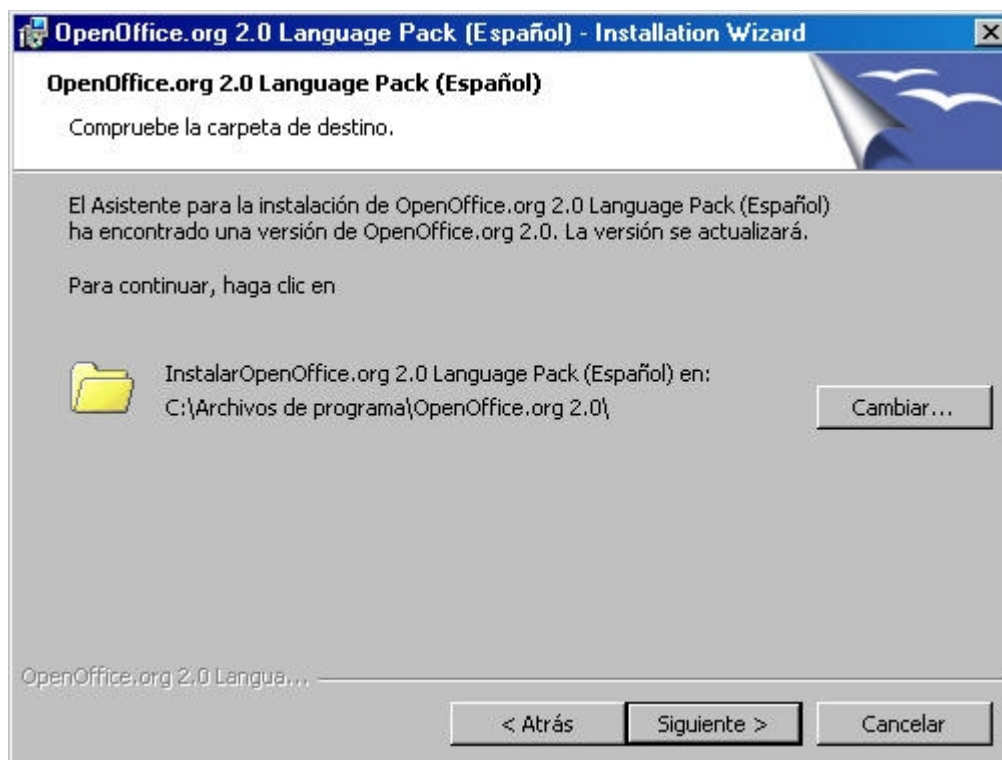 OpenOffice.org 2.0 Language Pack (Español) - Installation Wizard
OpenOffice.org 2.0 Language Pack (Español)
Compruebe la carpeta de destino.
El Asistente para la instalación de OpenOffice.org 2.0 Language Pack (Español)
ha encontrado una versión de OpenOffice.org 2.0. La versión se actualizará.
Para continuar, haga clic en
InstalarOpenOffice.org 2.0 Language Pack (Español) en:
C:\Archivos de programa\OpenOffice.org 2.0\
Cambiar...
OpenOffice.org 2.0 Langua...
< Atrás
Siguiente >
Cancelar